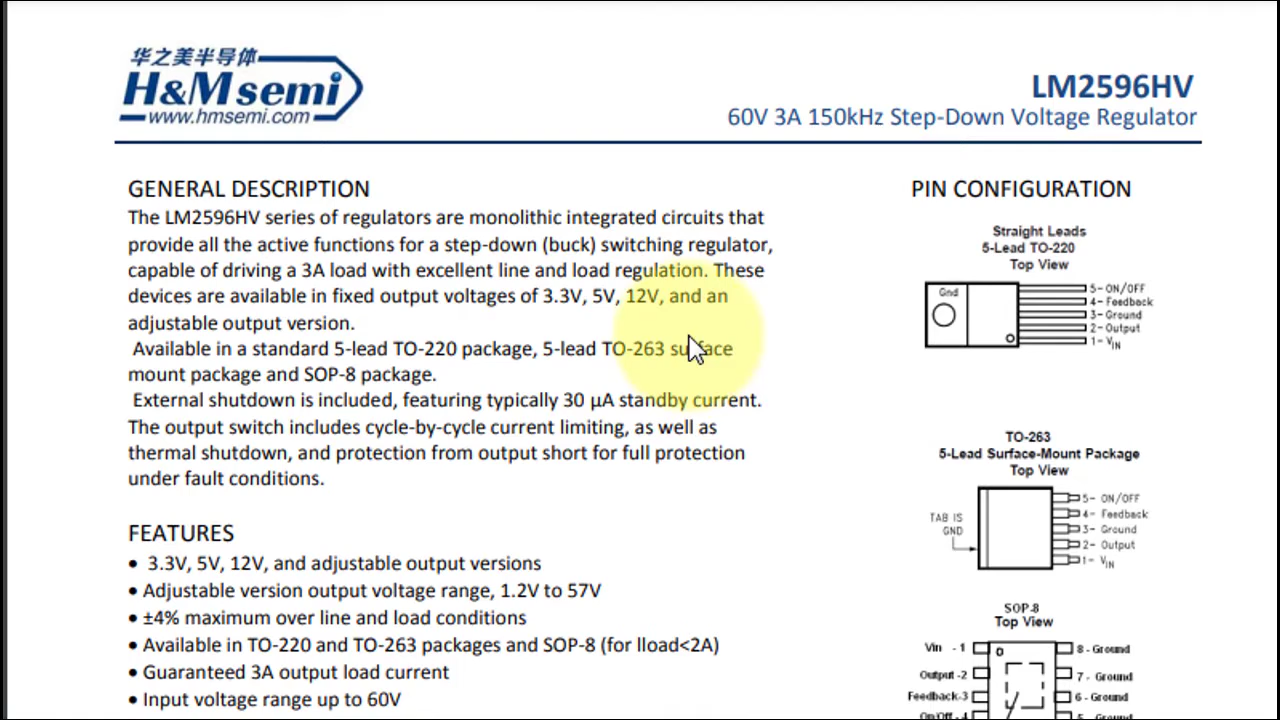 华之美半导体
H&M semi
www.hmsemi.com
LM2596HV
60V 3A 150kHz Step-Down Voltage Regulator
GENERAL DESCRIPTION
The LM2596HV series of regulators are monolithic integrated circuits that
provide all the active functions for a step-down (buck) switching regulator,
capable of driving a 3A load with excellent line and load regulation. These
devices are available in fixed output voltages of 3.3V, 5V, 12V, and an
adjustable output version.
Available in a standard 5-lead TO-220 package, 5-lead TO-263 surface
mount package and SOP-8 package.
External shutdown is included, featuring typically 30 μA standby current.
The output switch includes cycle-by-cycle current limiting, as well as
thermal shutdown, and protection from output short for full protection
under fault conditions.
FEATURES
• 3.3V, 5V, 12V, and adjustable output versions
• Adjustable version output voltage range, 1.2V to 57V
• ±4% maximum over line and load conditions
• Available in TO-220 and TO-263 packages and SOP-8 (for lload<2A)
• Guaranteed 3A output load current
• Input voltage range up to 60V
PIN CONFIGURATION
Straight Leads
5-Lead TO-220
Top View
Gnd
5- ON/OFF
4- Feedback
3- Ground
2- Output
1- VIN
TO-263
5-Lead Surface-Mount Package
Top View
TAB IS
GND
5- ON/OFF
4- Feedback
3- Ground
2- Output
1- VIN
SOP-8
Top View
Vin - 1
8 - Ground
Output -2
7 - Ground
Feedback-3
6 - Ground
On/Off - 4
5 - Ground